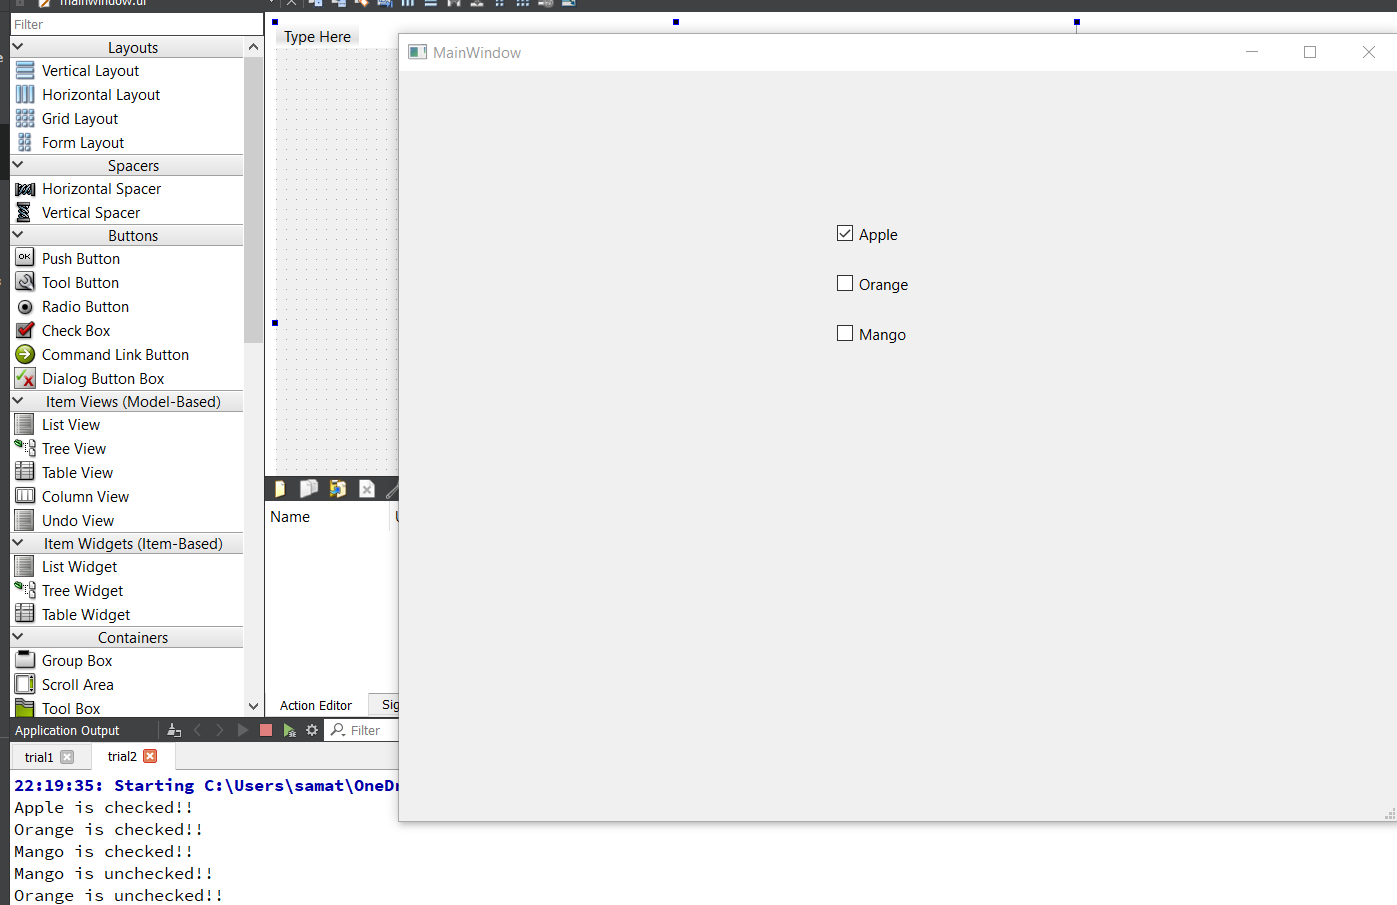 mainwindow.ui
Filter
Layouts
Vertical Layout
Horizontal Layout
Grid Layout
Form Layout
Spacers
Horizontal Spacer
Vertical Spacer
Buttons
OK
Push Button
Tool Button
Radio Button
Check Box
Command Link Button
Dialog Button Box
Item Views (Model-Based)
List View
Tree View
Table View
Column View
Undo View
Item Widgets (Item-Based)
List Widget
Tree Widget
Table Widget
Containers
Group Box
Scroll Area
Tool Box
Type Here
Name
Action Editor
Sig
MainWindow
Apple
Orange
Mango
Application Output
Filter
trial1
trial2
22:19:35: Starting C:\Users\samat\OneDr
Apple is checked!!
Orange is checked!!
Mango is checked!!
Mango is unchecked!!
Orange is unchecked!!